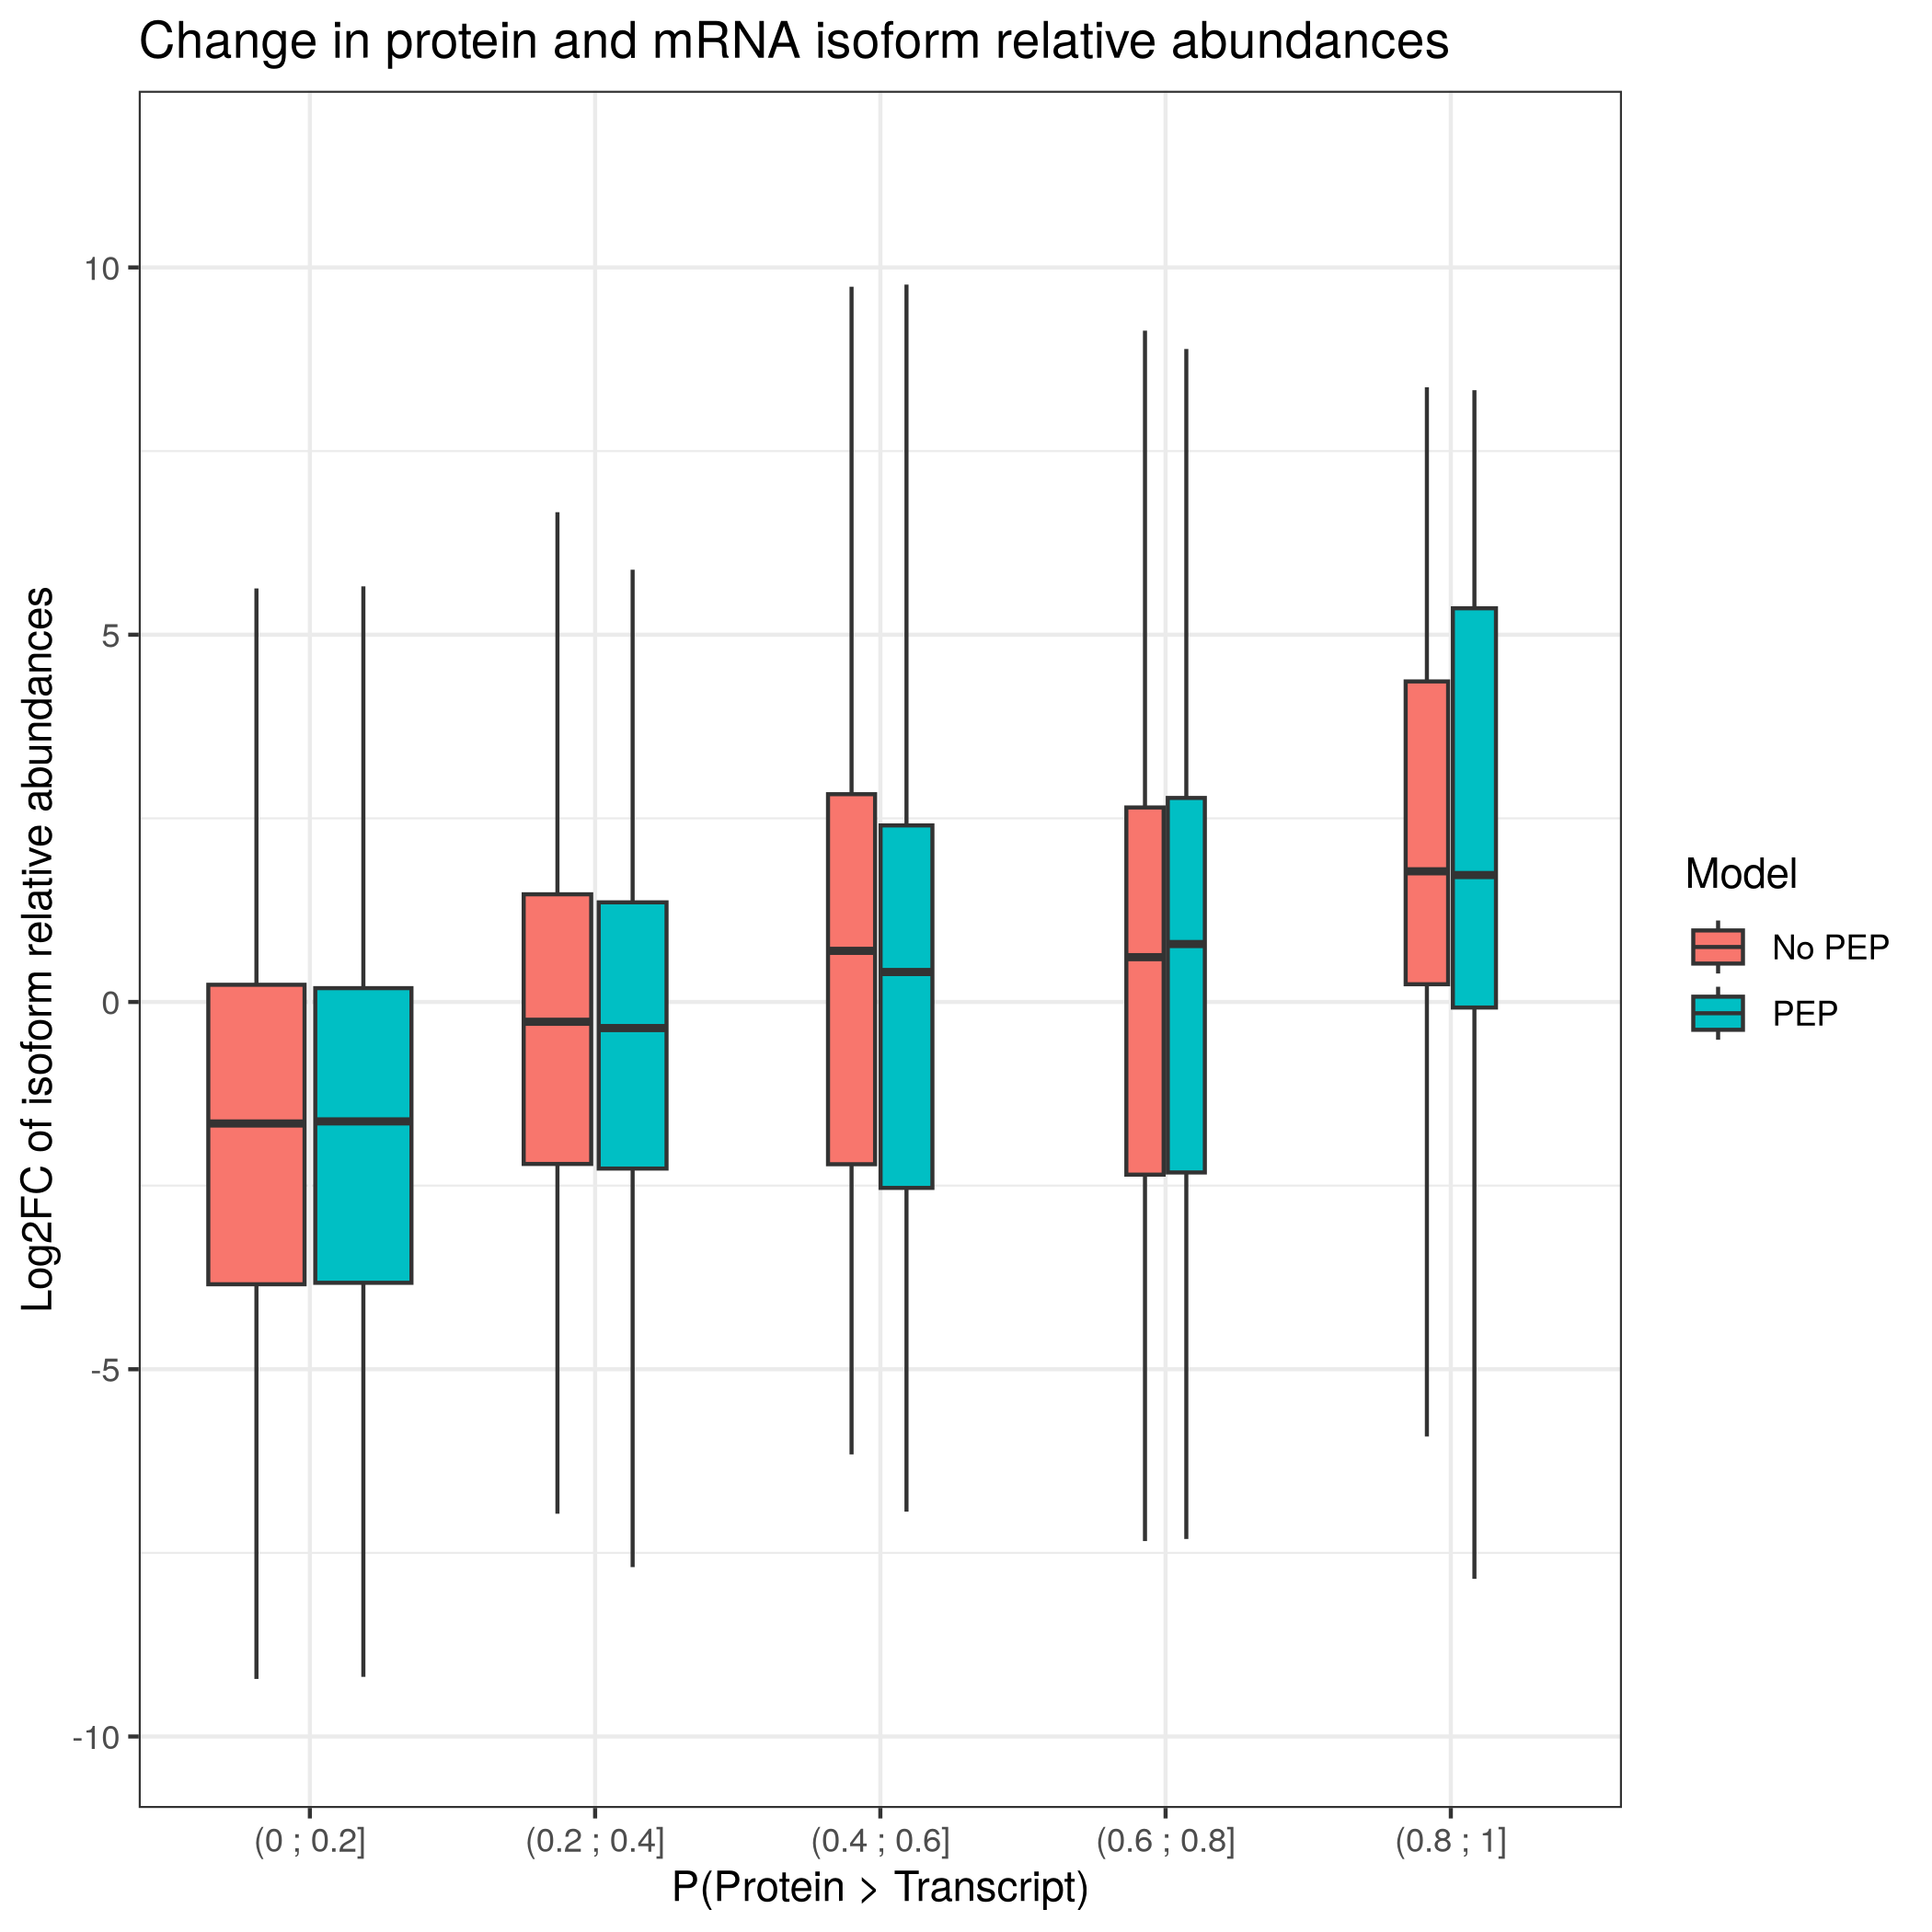 Change in protein and mRNA isoform relative abundances
Log2FC of isoform relative abundances
10
5
0
-5
-10
(0 ; 0.2]
(0.2 ; 0.4]
(0.4 ; 0.6]
(0.6 ; 0.8]
(0.8 ; 1]
P(Protein > Transcript)
Model
No PEP
PEP